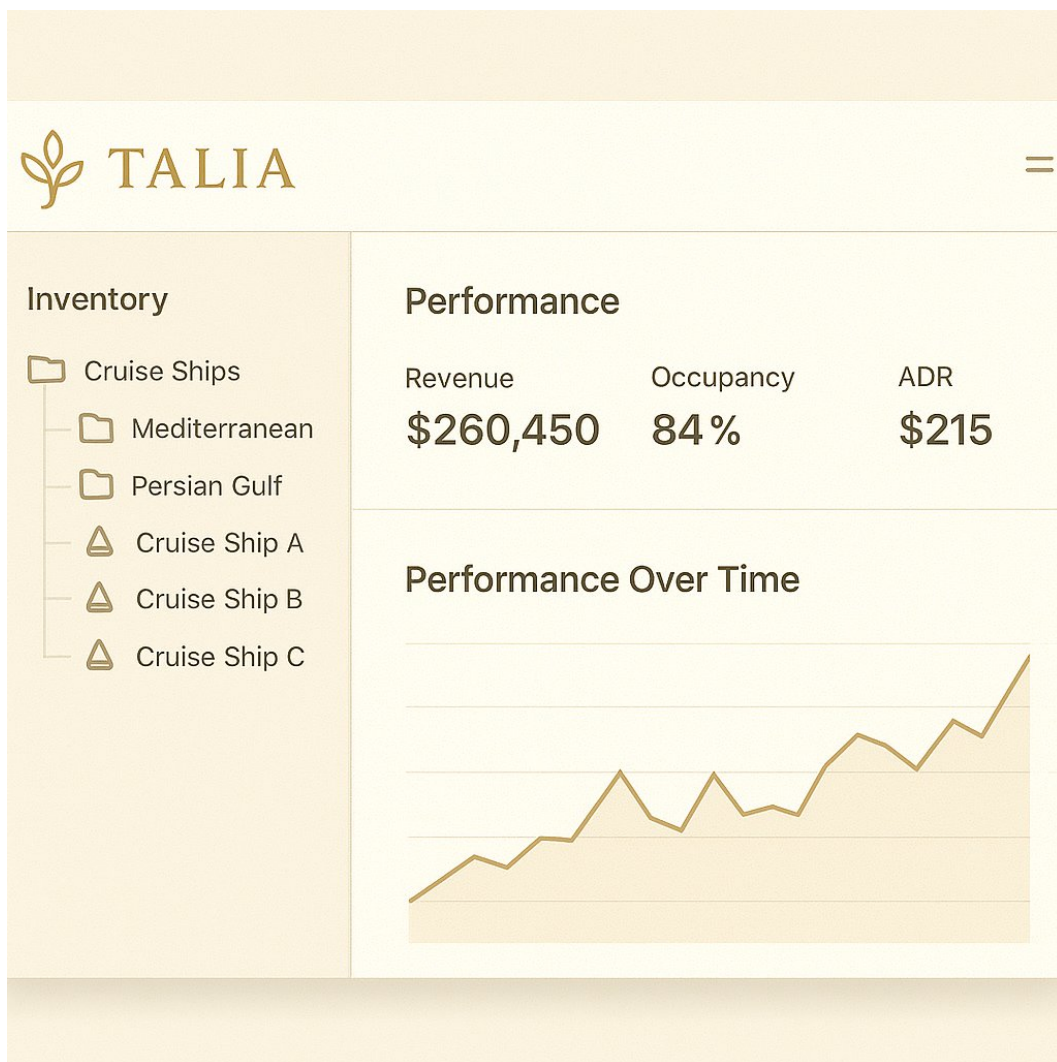 TALIA
Inventory
Cruise Ships
Mediterranean
Persian Gulf
Cruise Ship A
Cruise Ship B
Cruise Ship C
Performance
Revenue
$260,450
Occupancy
84%
ADR
$215
Performance Over Time